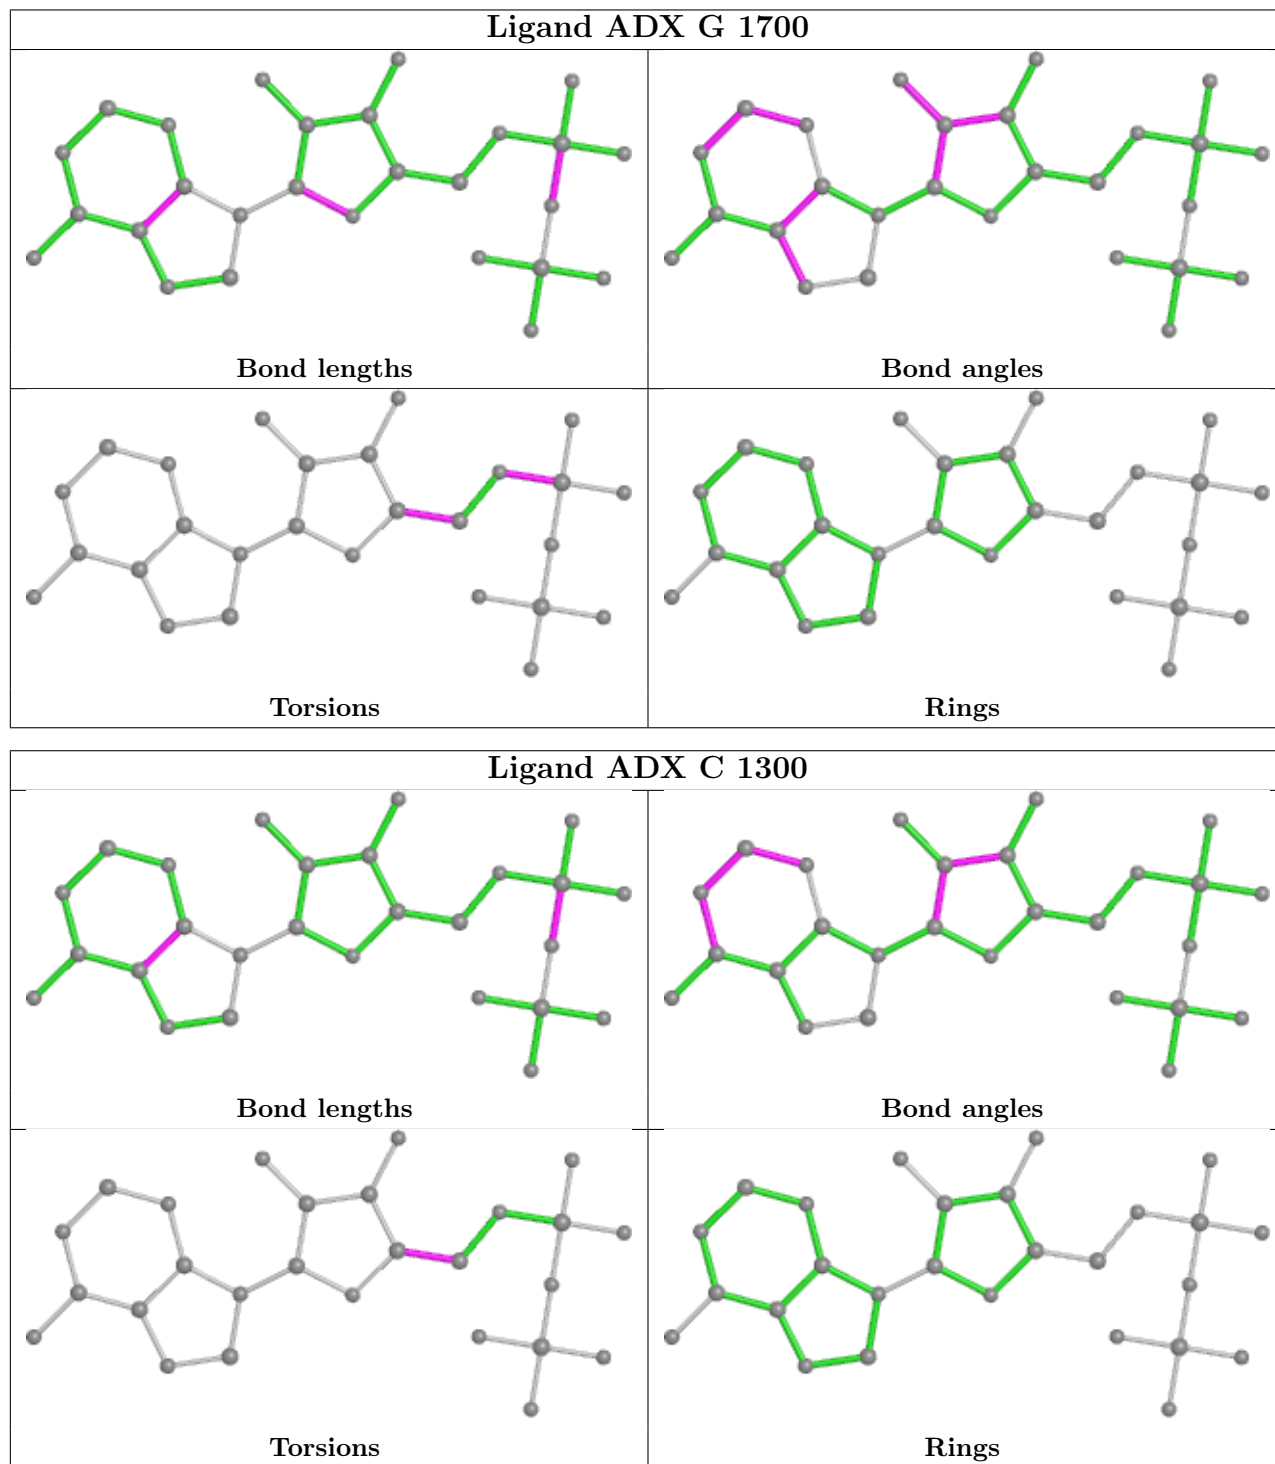 Ligand ADX G 1700
Bond lengths
Bond angles
Torsions
Rings
Ligand ADX C 1300
Bond lengths
Bond angles
Torsions
Rings